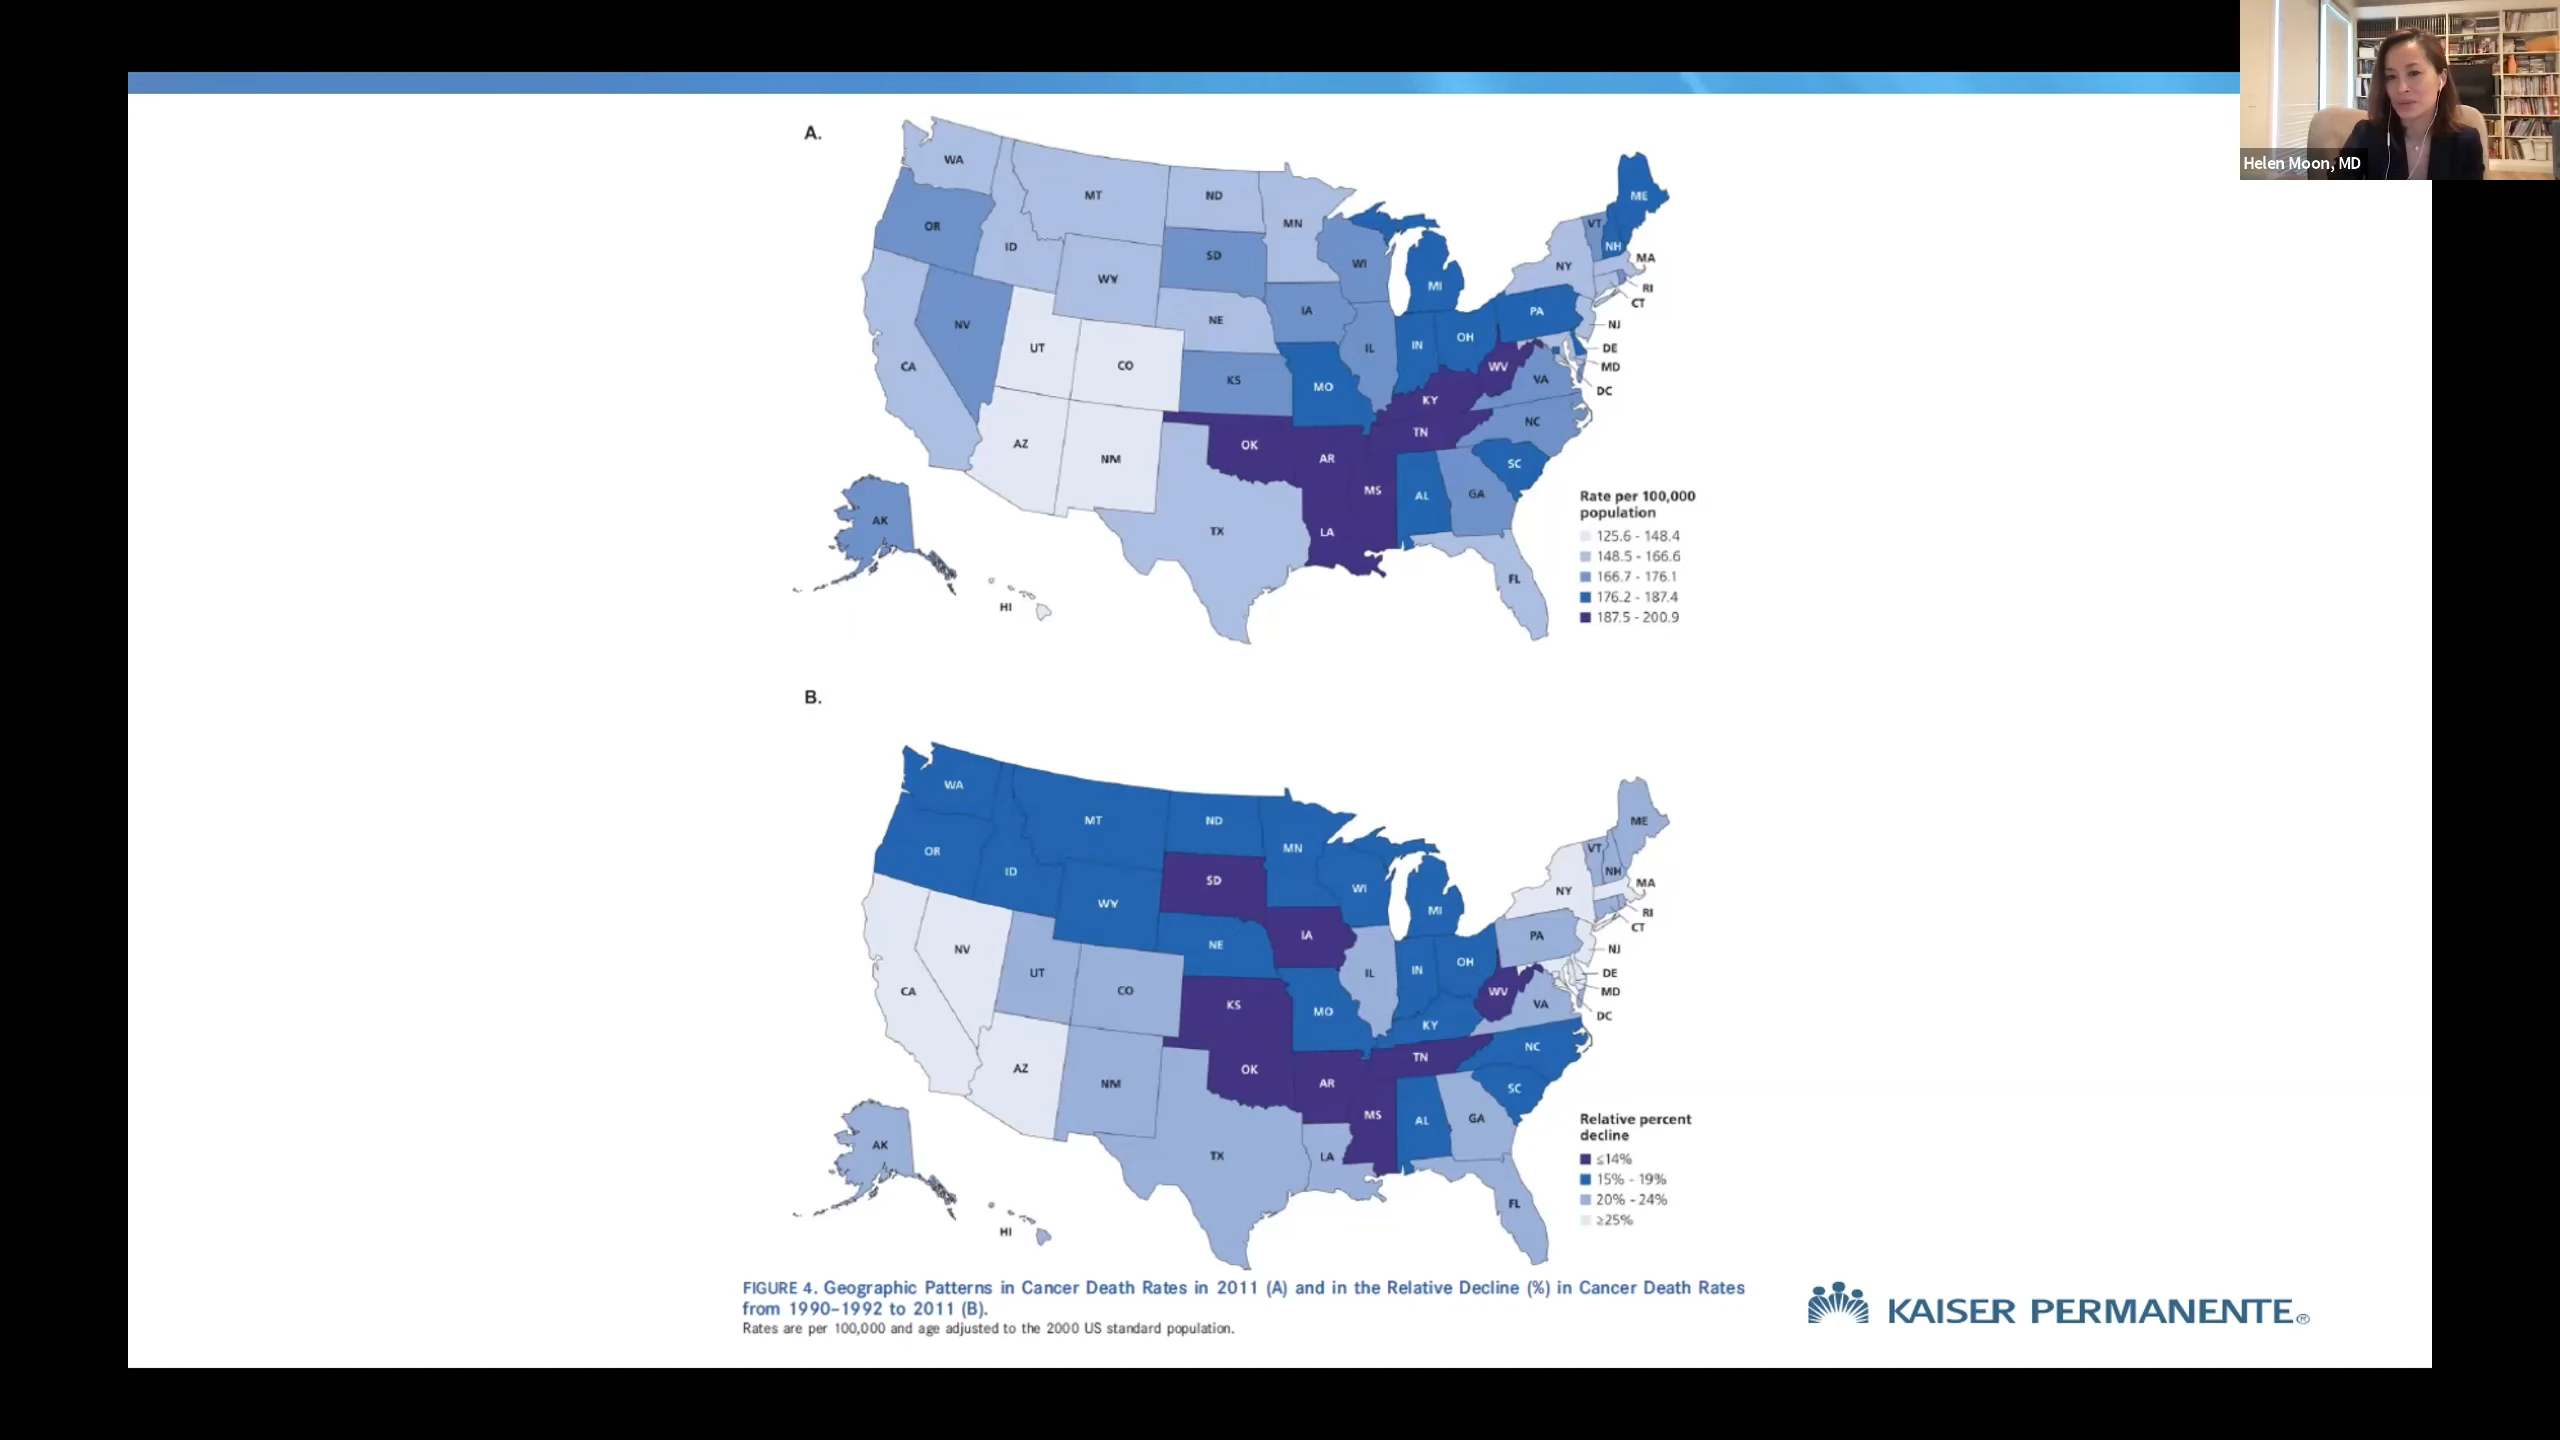 Helen Moon, MD
A.
WA
MT
ND
MN
ME
OR
ID
SD
WI
VT
NH
WY
MI
NY
MA
RI
CT
NV
NE
IA
PA
NJ
UT
CO
IL
IN
OH
DE
CA
KS
MO
WV
MD
VA
DC
KY
AZ
NM
OK
AR
TN
NC
SC
MS
AL
GA
AK
TX
LA
FL
HI
Rate per 100,000
population
125.6 - 148.4
148.5 - 166.6
166.7 - 176.1
176.2 - 187.4
187.5 - 200.9
B.
WA
MT
ND
MN
ME
OR
ID
SD
WI
VT
NH
WY
MI
NY
MA
RI
CT
NV
NE
IA
PA
NJ
UT
CO
IL
IN
OH
DE
CA
KS
MO
WV
MD
VA
DC
KY
AZ
NM
OK
AR
TN
NC
SC
MS
AL
GA
AK
TX
LA
FL
HI
Relative percent
decline
≤14%
15% - 19%
20% - 24%
≥25%
FIGURE 4. Geographic Patterns in Cancer Death Rates in 2011 (A) and in the Relative Decline (%) in Cancer Death Rates
from 1990–1992 to 2011 (B).
Rates are per 100,000 and age adjusted to the 2000 US standard population.
KAISER PERMANENTE®